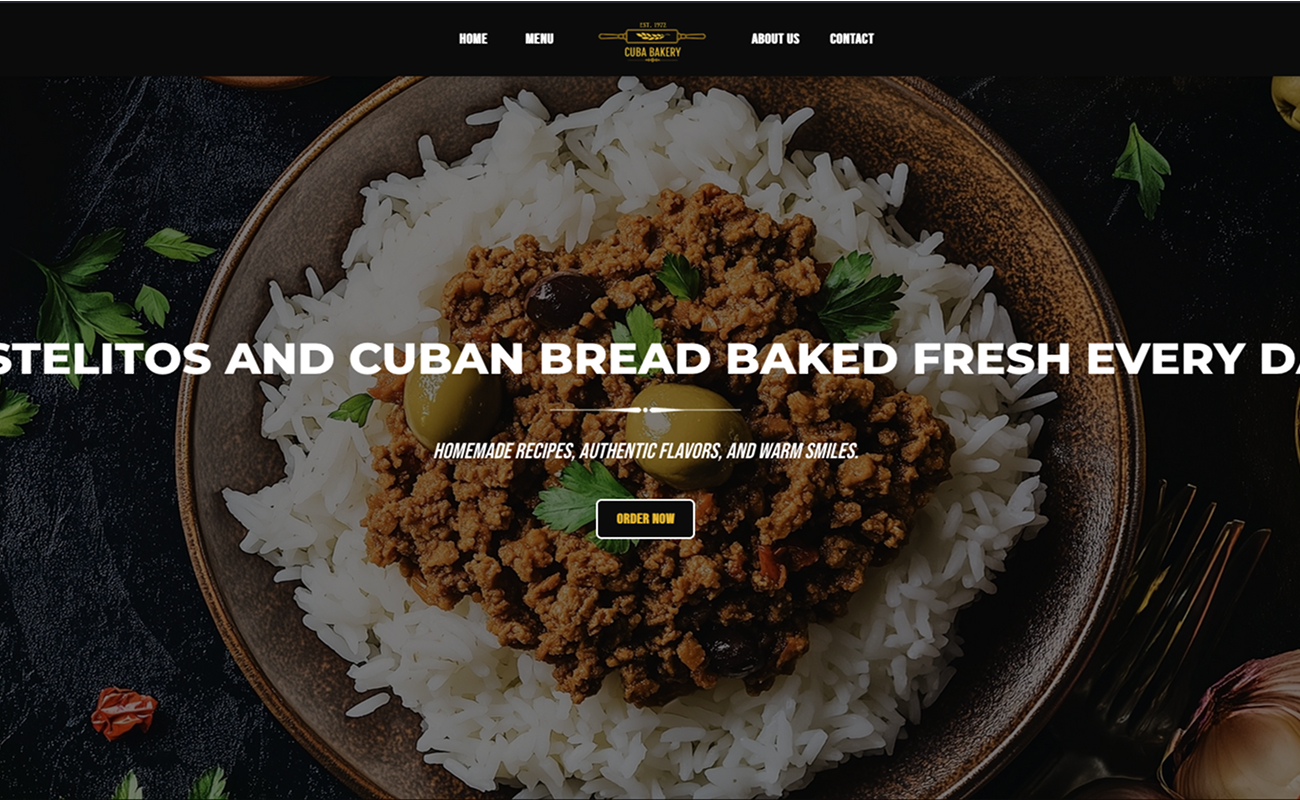 HOME MENU EST. 1973 CUBA BAKERY ABOUT US CONTACT
STELITOS AND CUBAN BREAD BAKED FRESH EVERY DA
HOMEMADE RECIPES, AUTHENTIC FLAVORS, AND WARM SMILES.
ORDER NOW